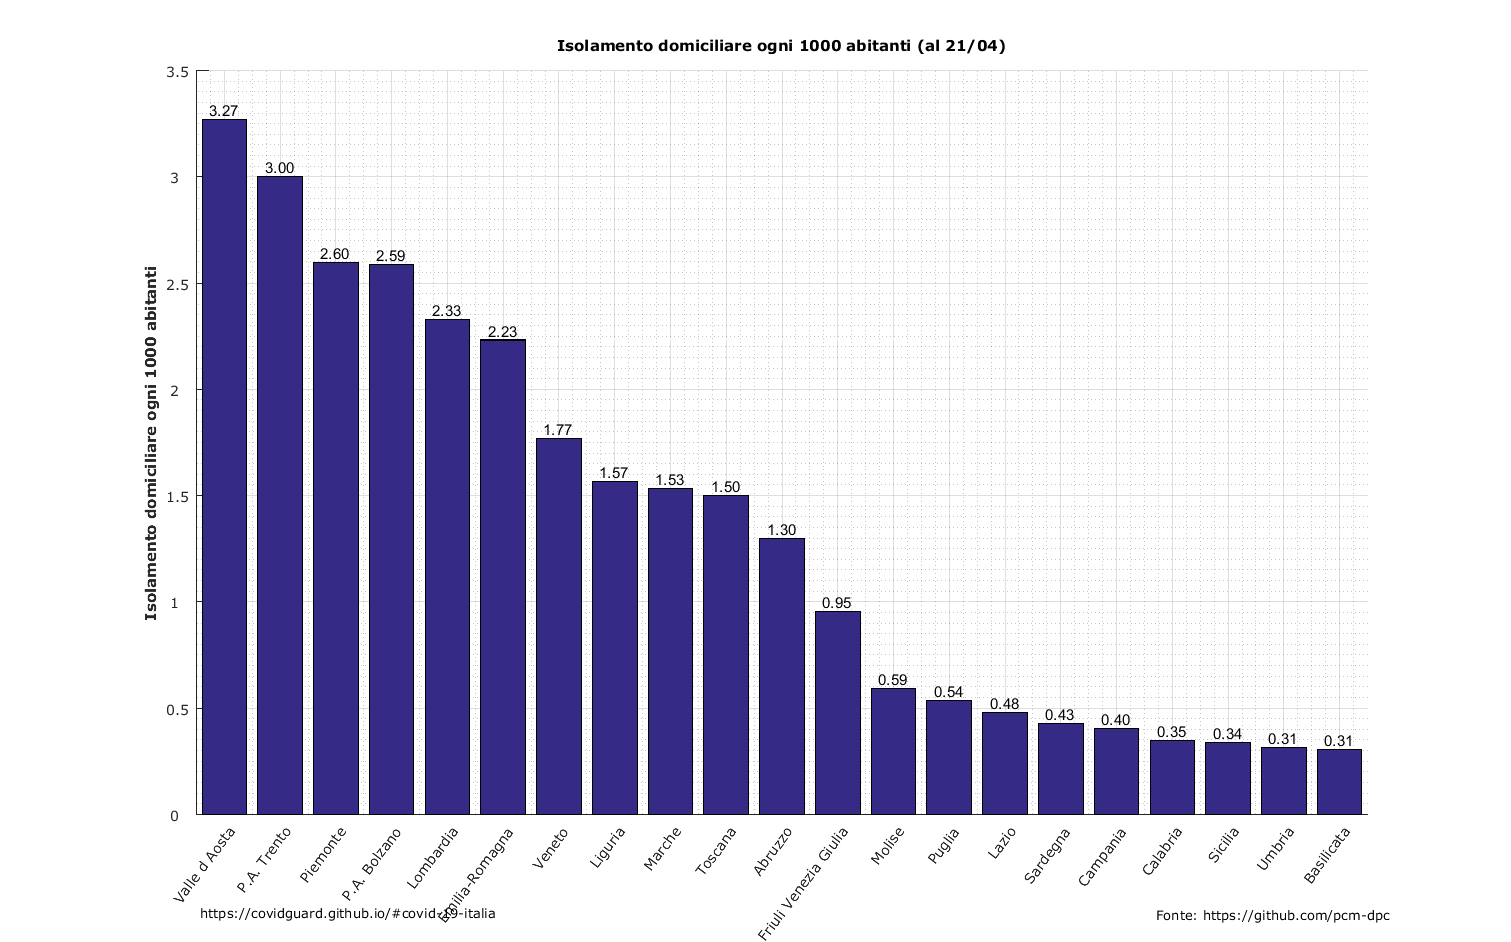 Isolamento domiciliare ogni 1000 abitanti (al 21/04)
Isolamento domiciliare ogni 1000 abitanti
3.5
3
2.5
2
1.5
1
0.5
0
3.27
3.00
2.60
2.59
2.33
2.23
1.77
1.57
1.53
1.50
1.30
0.95
0.59
0.54
0.48
0.43
0.40
0.35
0.34
0.31
0.31
Valle d Aosta
P.A. Trento
Piemonte
P.A. Bolzano
Lombardia
Emilia-Romagna
Veneto
Liguria
Marche
Toscana
Abruzzo
Friuli Venezia Giulia
Molise
Puglia
Lazio
Sardegna
Campania
Calabria
Sicilia
Umbria
Basilicata
https://covidguard.github.io/#covid-19-italia
Fonte: https://github.com/pcm-dpc